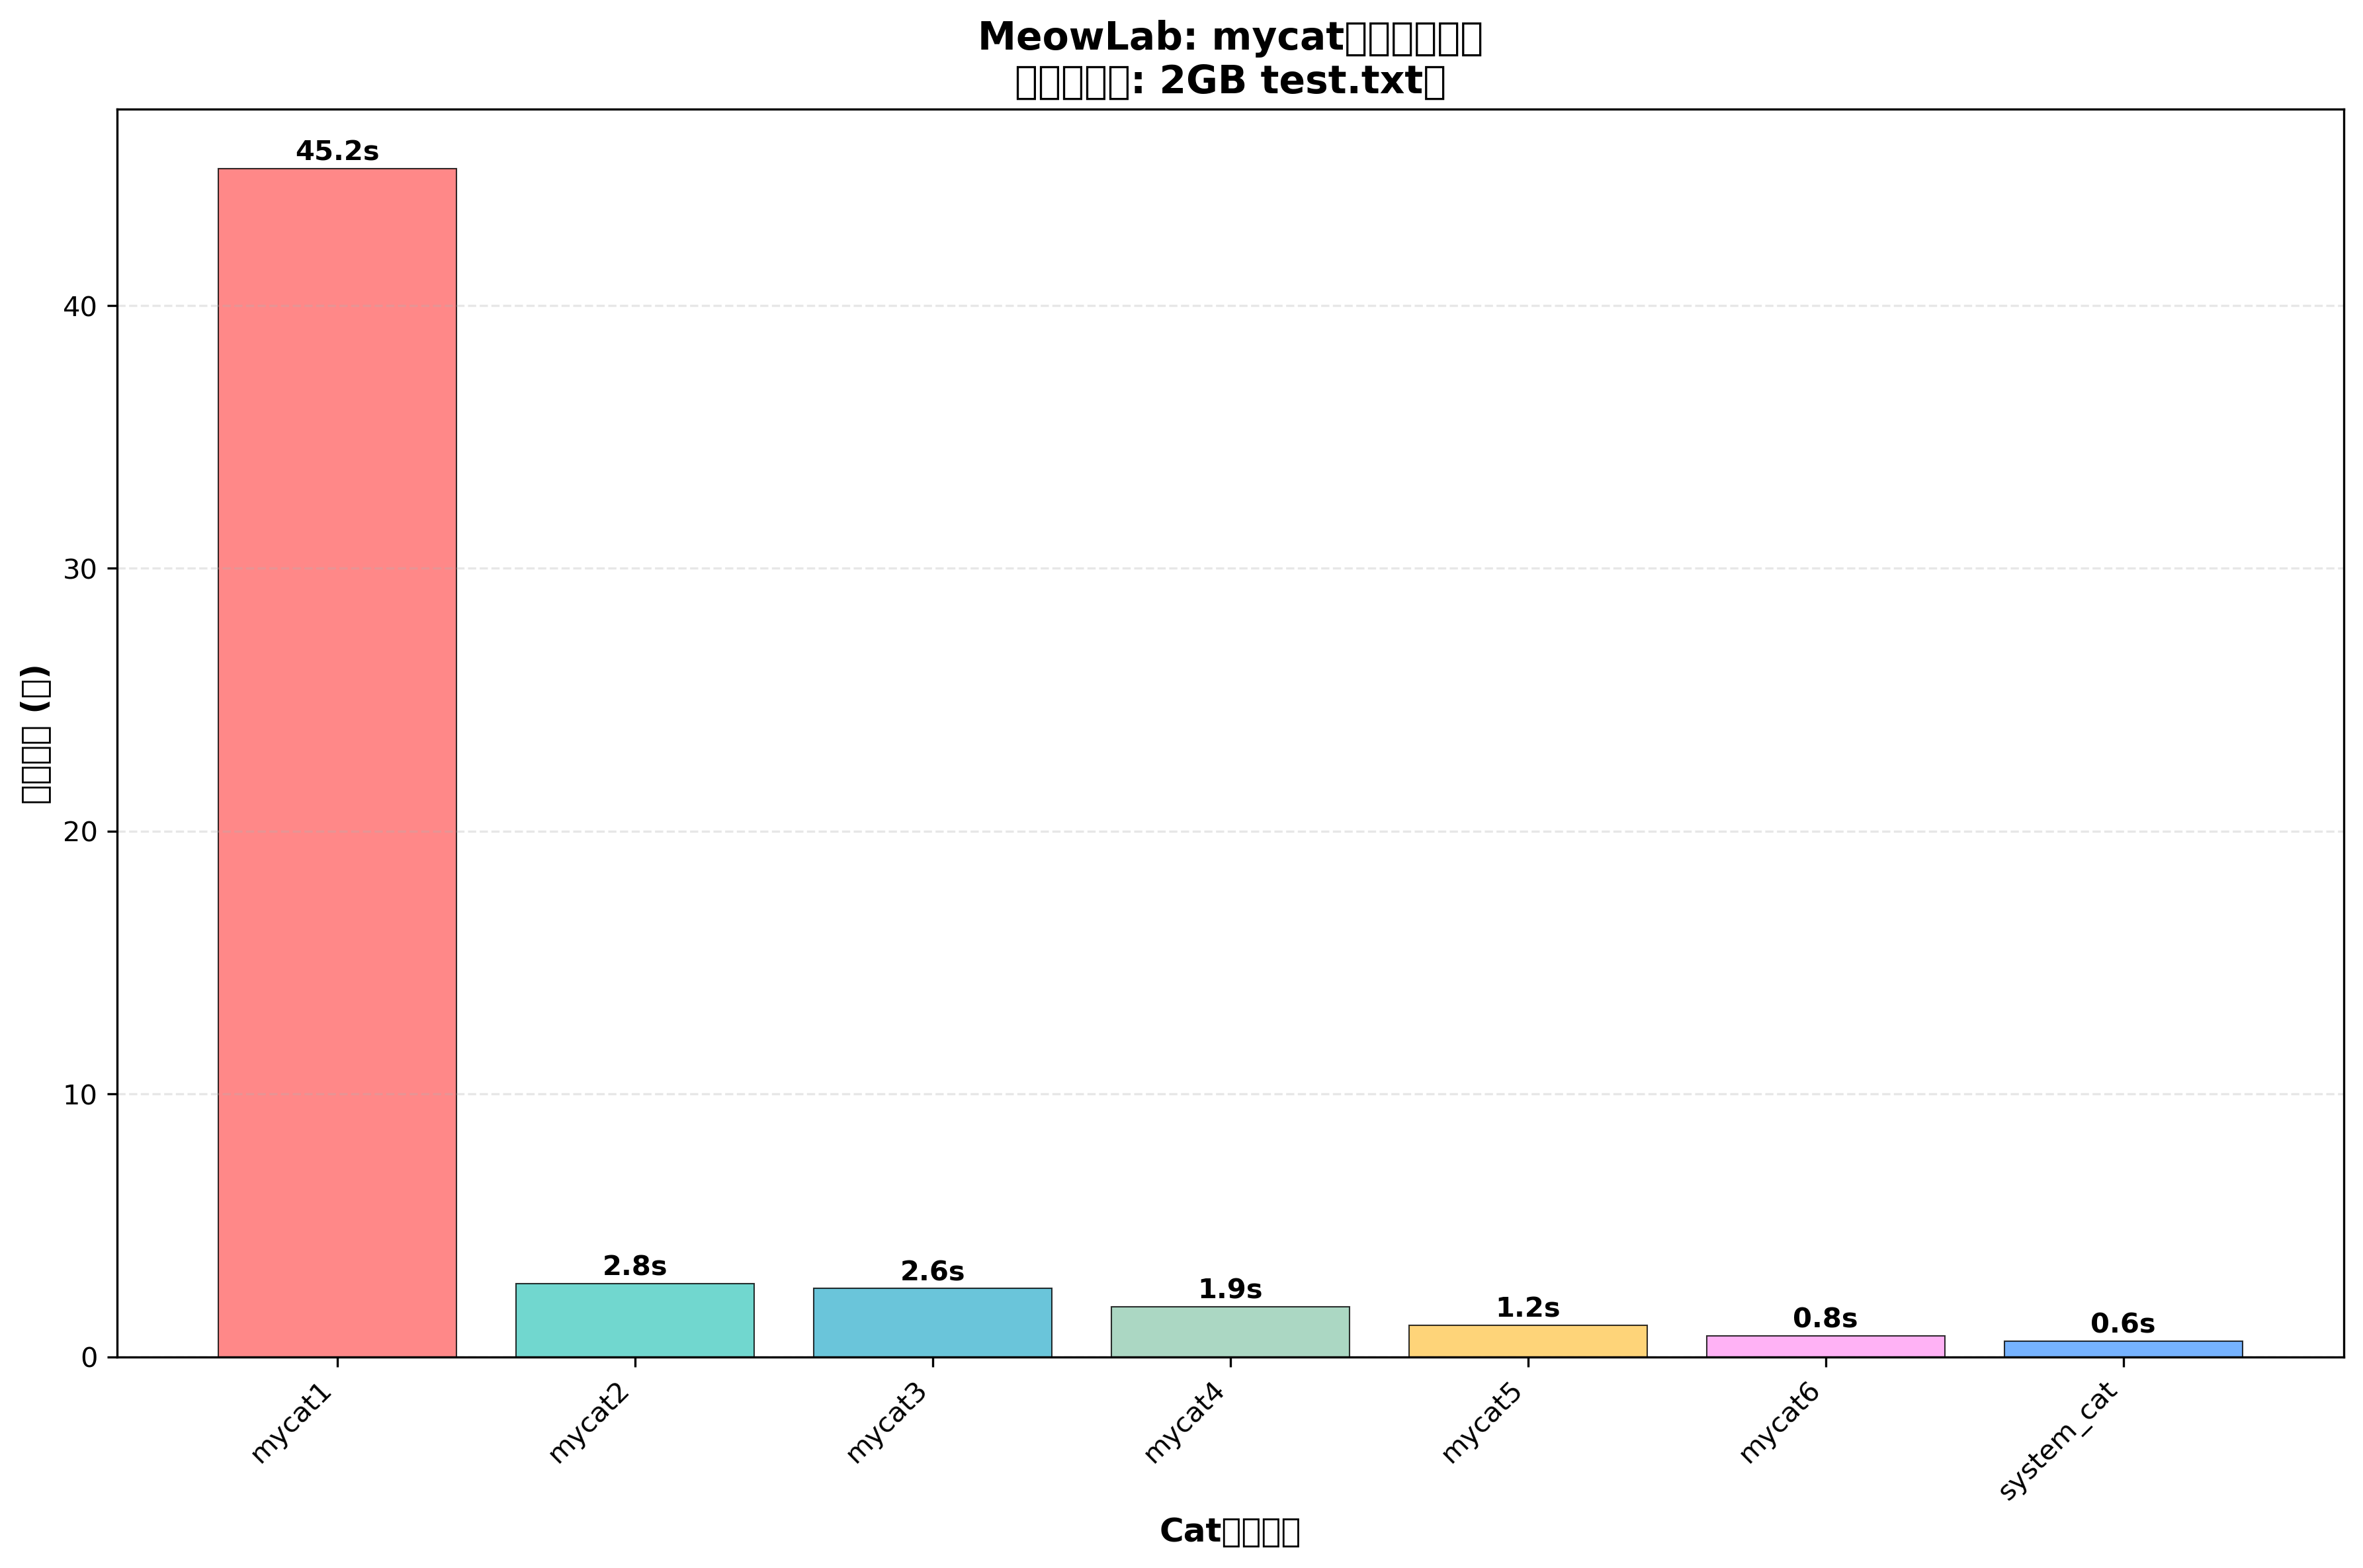 MeowLab: mycat□□□□□□
□□□□□: 2GB test.txt□
45.2s
2.8s
2.6s
1.9s
1.2s
0.8s
0.6s
40
30
20
10
0
□□□□ (□)
mycat1
mycat2
mycat3
mycat4
mycat5
mycat6
system_cat
Cat□□□□